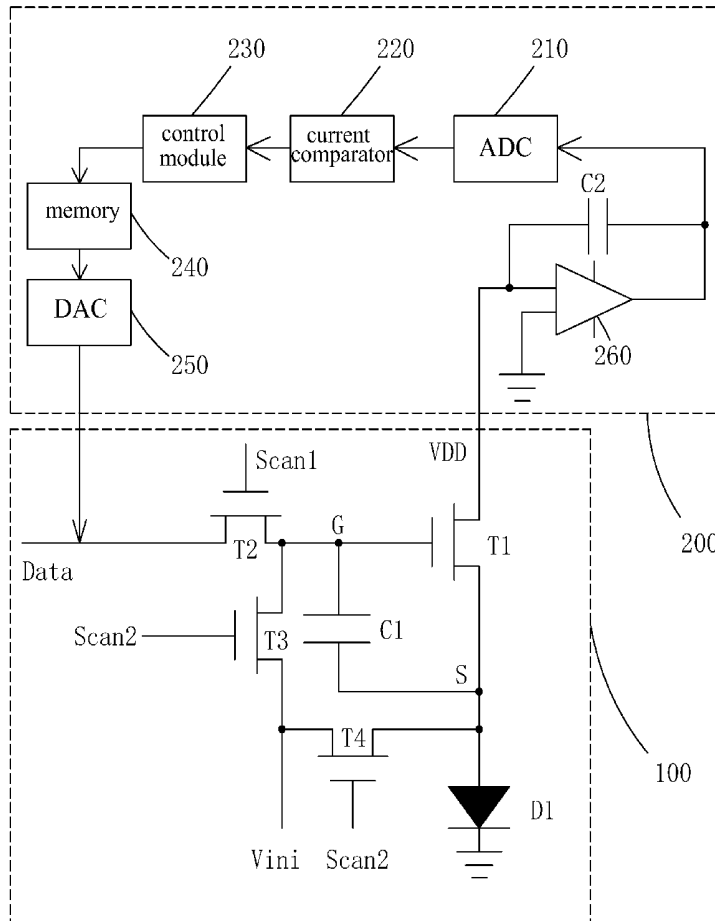 230
220
210
control
module
current
comparator
ADC
C2
memory
240
DAC
250
260
VDD
Scan1
G
T2
T1
200
Data
Scan2
T3
C1
S
T4
100
D1
Vini
Scan2